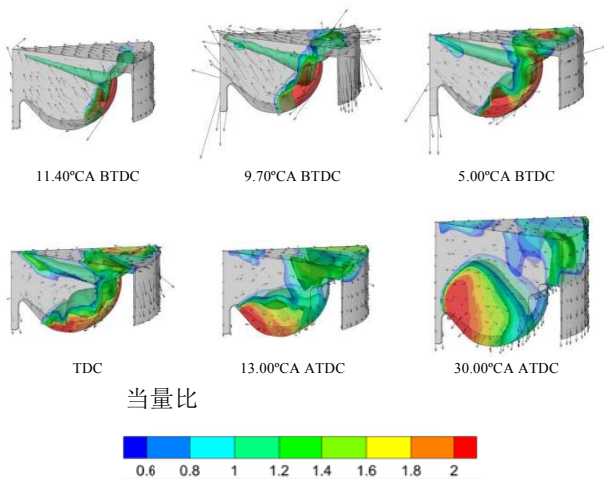 11.40ºCA BTDC 9.70ºCA BTDC 5.00ºCA BTDC
TDC 13.00ºCA ATDC 30.00ºCA ATDC
当量比
0.6 0.8 1 1.2 1.4 1.6 1.8 2